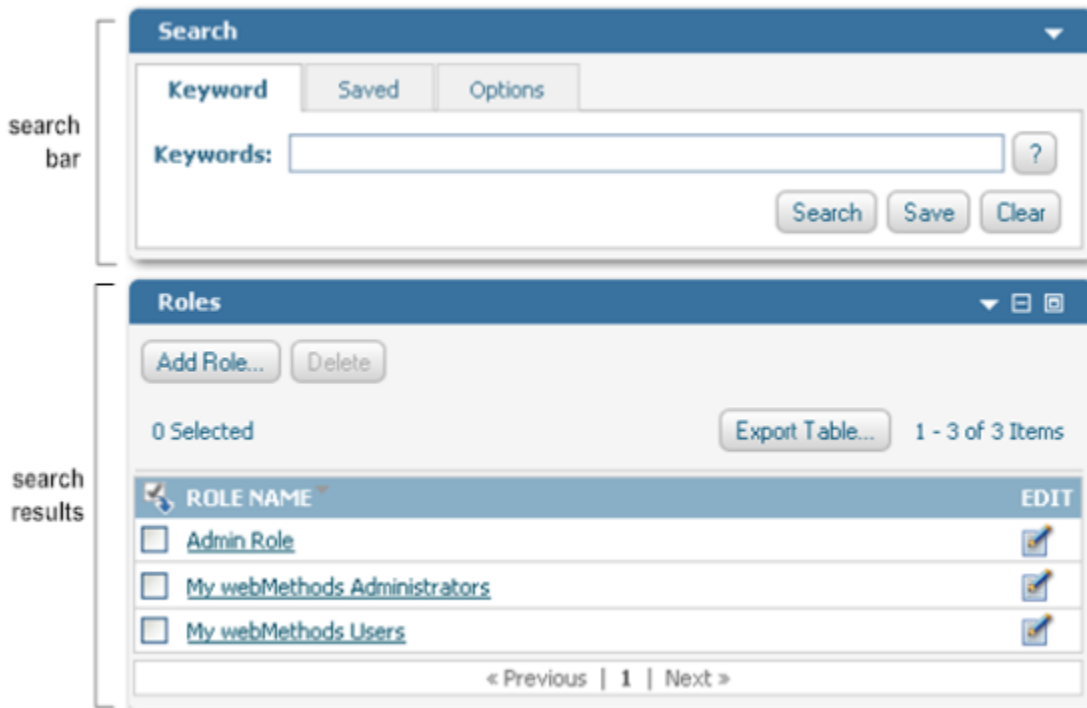 Search
Keyword Saved Options
search
bar
Keywords: ?
Search Save Clear
Roles
Add Role... Delete
0 Selected Export Table... 1 - 3 of 3 Items
search
results
ROLE NAME EDIT
Admin Role
My webMethods Administrators
My webMethods Users
« Previous | 1 | Next »